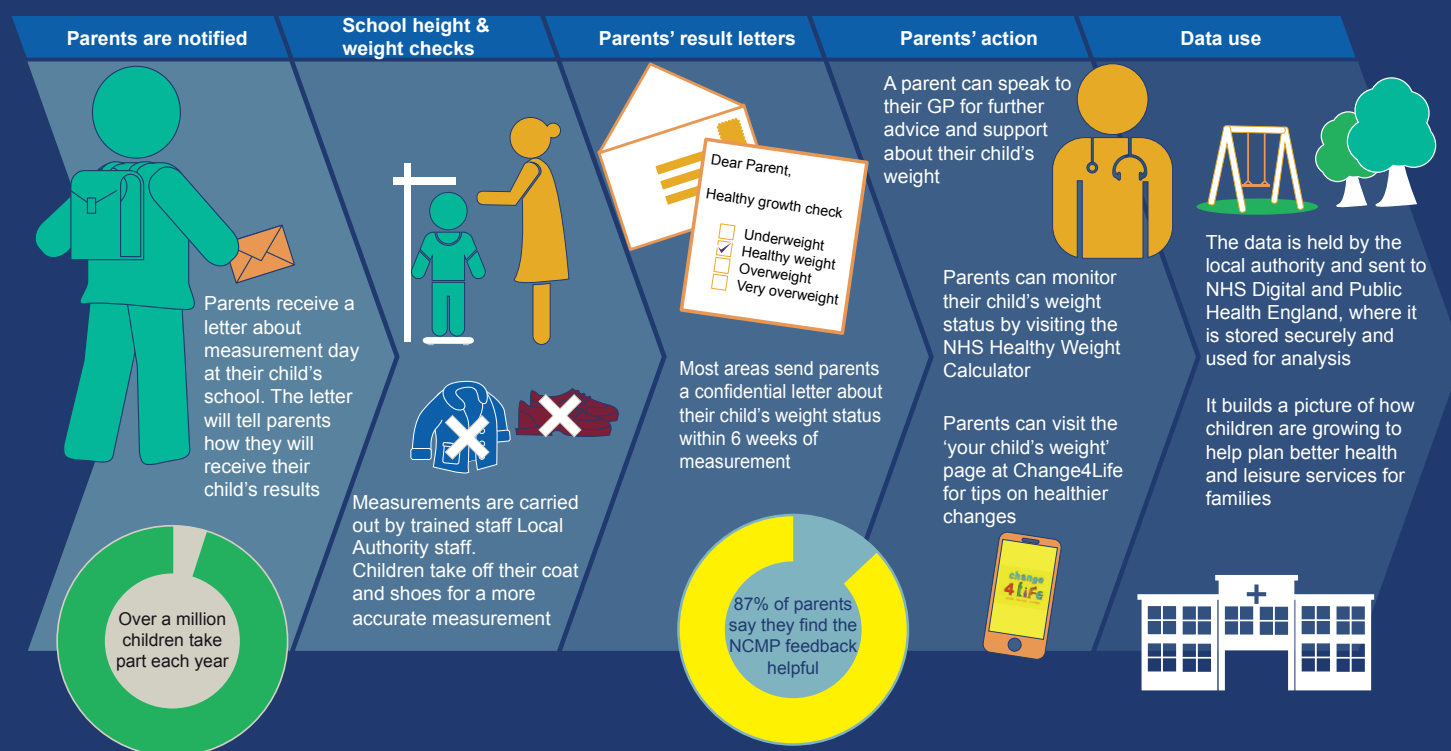 Parents are notified
School height &
weight checks
Parents' result letters
Parents' action
Data use
Parents receive a
letter about
measurement day
at their child's
school. The letter
will tell parents
how they will
receive their
child's results
Over a million
children take
part each year
Measurements are carried
out by trained staff Local
Authority staff.
Children take off their coat
and shoes for a more
accurate measurement
Dear Parent,
Healthy growth check
Underweight
Healthy weight
Overweight
Very overweight
Most areas send parents
a confidential letter about
their child's weight status
within 6 weeks of
measurement
87% of parents
say they find the
NCMP feedback
helpful
A parent can speak to
their GP for further
advice and support
about their child's
weight
Parents can monitor
their child's weight
status by visiting the
NHS Healthy Weight
Calculator
Parents can visit the
‘your child's weight’
page at Change4Life
for tips on healthier
changes
change
4LiFe
The data is held by the
local authority and sent to
NHS Digital and Public
Health England, where it
is stored securely and
used for analysis
It builds a picture of how
children are growing to
help plan better health
and leisure services for
families